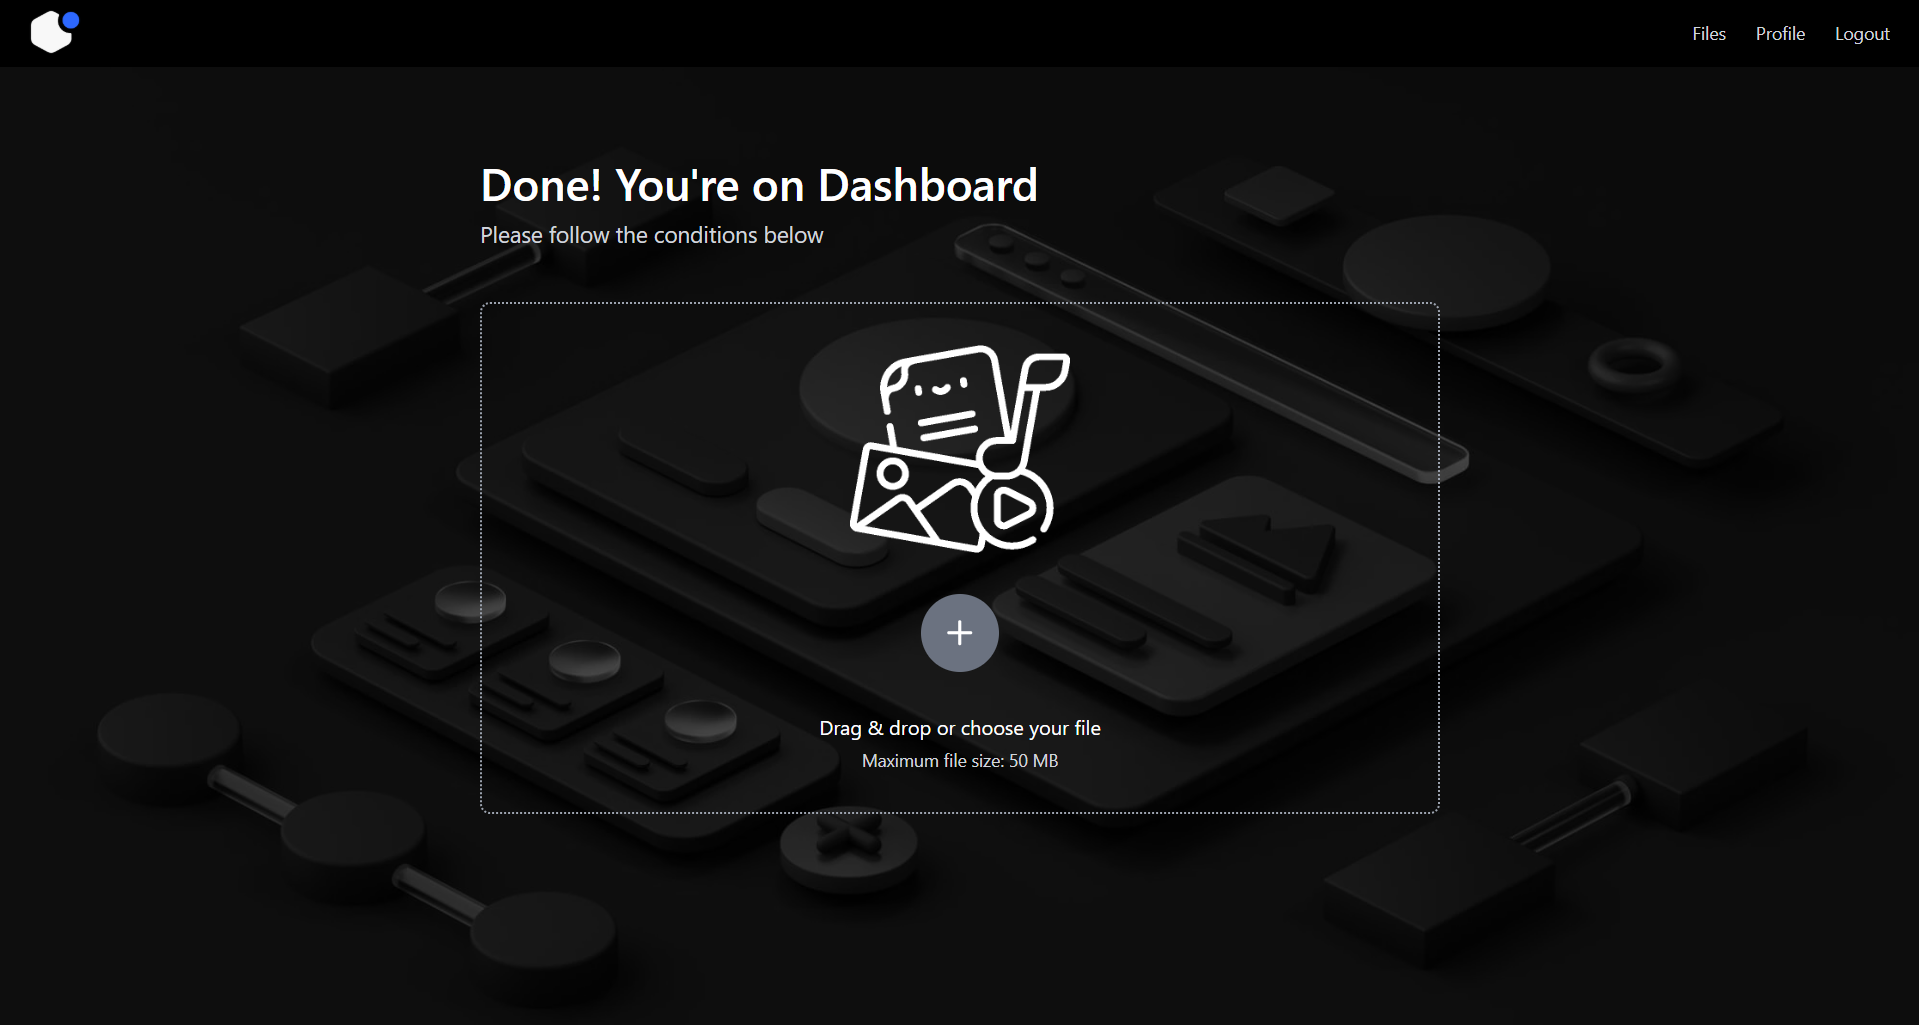 Files Profile Logout
Done! You're on Dashboard
Please follow the conditions below
Drag & drop or choose your file
Maximum file size: 50 MB